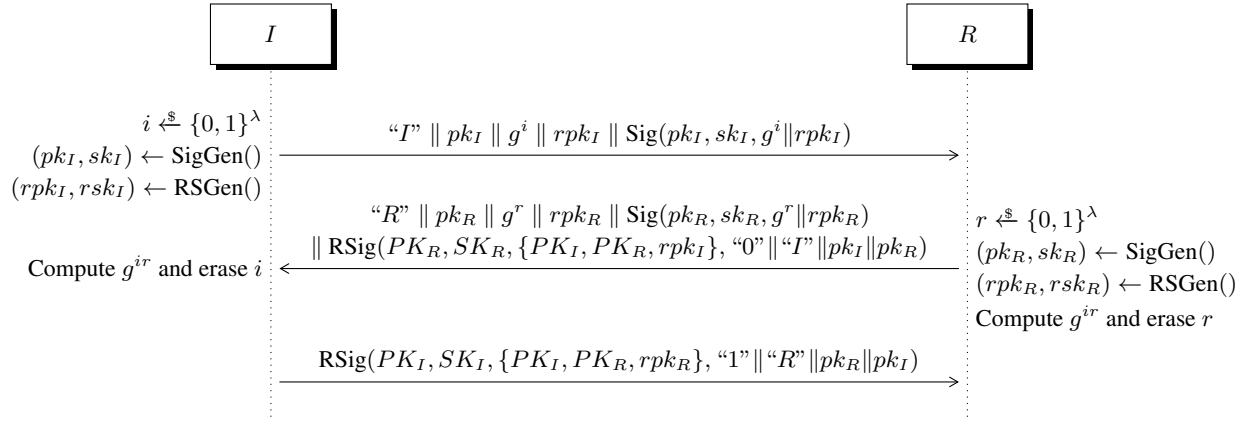 I
R
i ←$ {0, 1}^λ
(pk_I, sk_I) ← SigGen()
(rpk_I, rsk_I) ← RSGen()
“I” ∥ pk_I ∥ g^i ∥ rpk_I ∥ Sig(pk_I, sk_I, g^i∥rpk_I)
“R” ∥ pk_R ∥ g^r ∥ rpk_R ∥ Sig(pk_R, sk_R, g^r∥rpk_R)
∥ RSig(PK_R, SK_R, {PK_I, PK_R, rpk_I}, “0”∥“I”∥pk_I∥pk_R)
r ←$ {0, 1}^λ
(pk_R, sk_R) ← SigGen()
(rpk_R, rsk_R) ← RSGen()
Compute g^{ir} and erase r
Compute g^{ir} and erase i
RSig(PK_I, SK_I, {PK_I, PK_R, rpk_R}, “1”∥“R”∥pk_R∥pk_I)